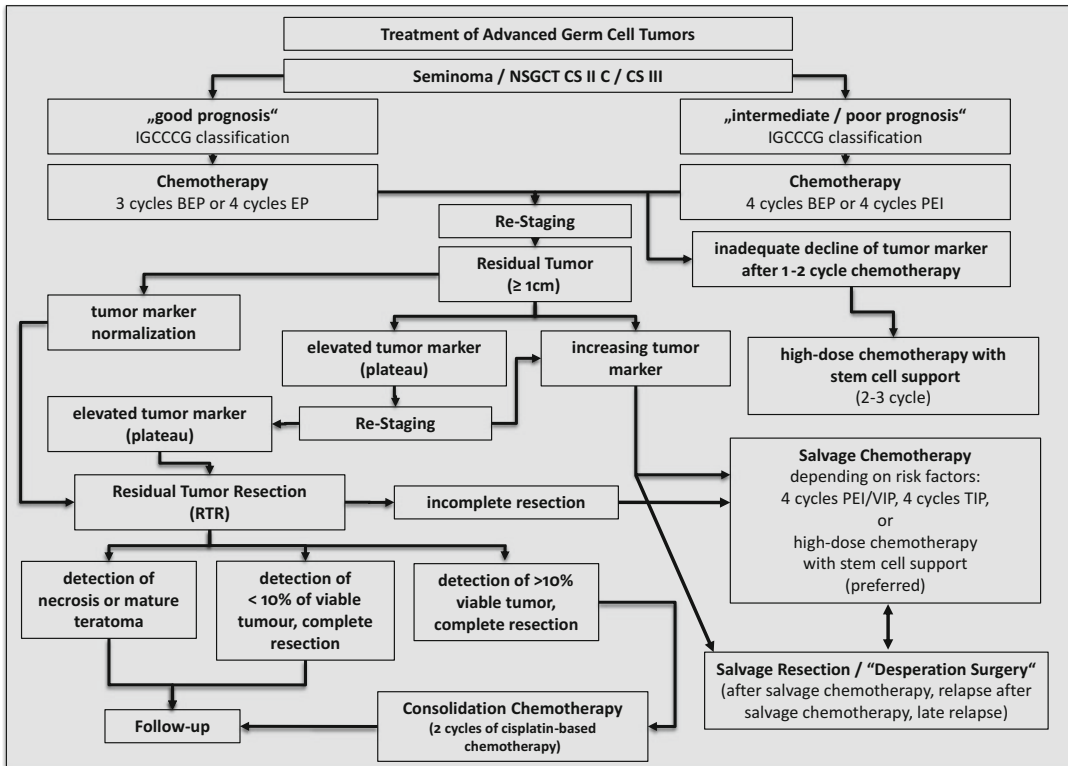 Treatment of Advanced Germ Cell Tumors
Seminoma / NSGCT CS II C / CS III
„good prognosis“
IGCCCG classification
„intermediate / poor prognosis“
IGCCCG classification
Chemotherapy
3 cycles BEP or 4 cycles EP
Chemotherapy
4 cycles BEP or 4 cycles PEI
Re-Staging
inadequate decline of tumor marker
after 1-2 cycle chemotherapy
Residual Tumor
(≥ 1cm)
tumor marker
normalization
elevated tumor marker
(plateau)
increasing tumor
marker
high-dose chemotherapy with
stem cell support
(2-3 cycle)
Re-Staging
elevated tumor marker
(plateau)
Salvage Chemotherapy
depending on risk factors:
4 cycles PEI/VIP, 4 cycles TIP,
or
high-dose chemotherapy
with stem cell support
(preferred)
Residual Tumor Resection
(RTR)
incomplete resection
detection of
necrosis or mature
teratoma
detection of
< 10% of viable
tumour, complete
resection
detection of >10%
viable tumor,
complete resection
Salvage Resection / “Desperation Surgery“
(after salvage chemotherapy, relapse after
salvage chemotherapy, late relapse)
Follow-up
Consolidation Chemotherapy
(2 cycles of cisplatin-based
chemotherapy)